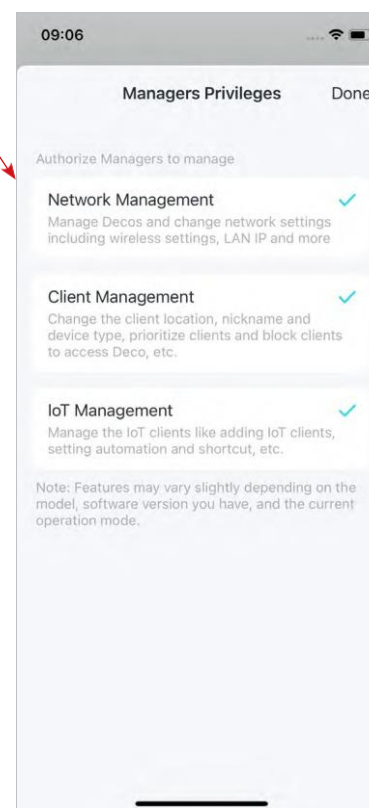 09:06
Managers Privileges Done
Authorize Managers to manage
Network Management
Manage Decos and change network settings
including wireless settings, LAN IP and more
Client Management
Change the client location, nickname and
device type, prioritize clients and block clients
to access Deco, etc.
IoT Management
Manage the IoT clients like adding IoT clients,
setting automation and shortcut, etc.
Note: Features may vary slightly depending on the
model, software version you have, and the current
operation mode.